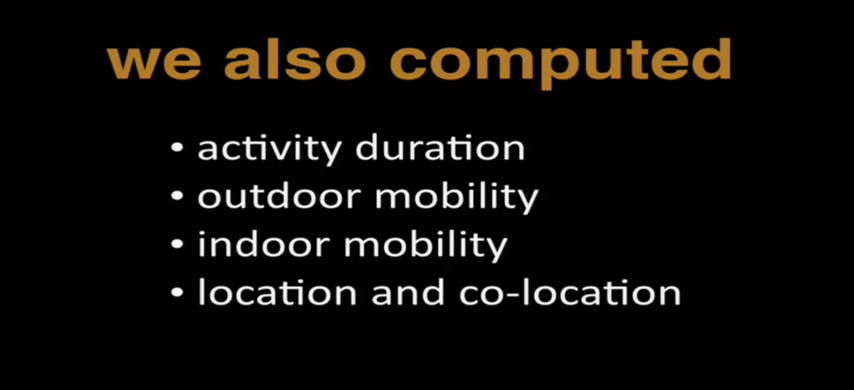 we also computed
• activity duration
• outdoor mobility
• indoor mobility
• location and co-location